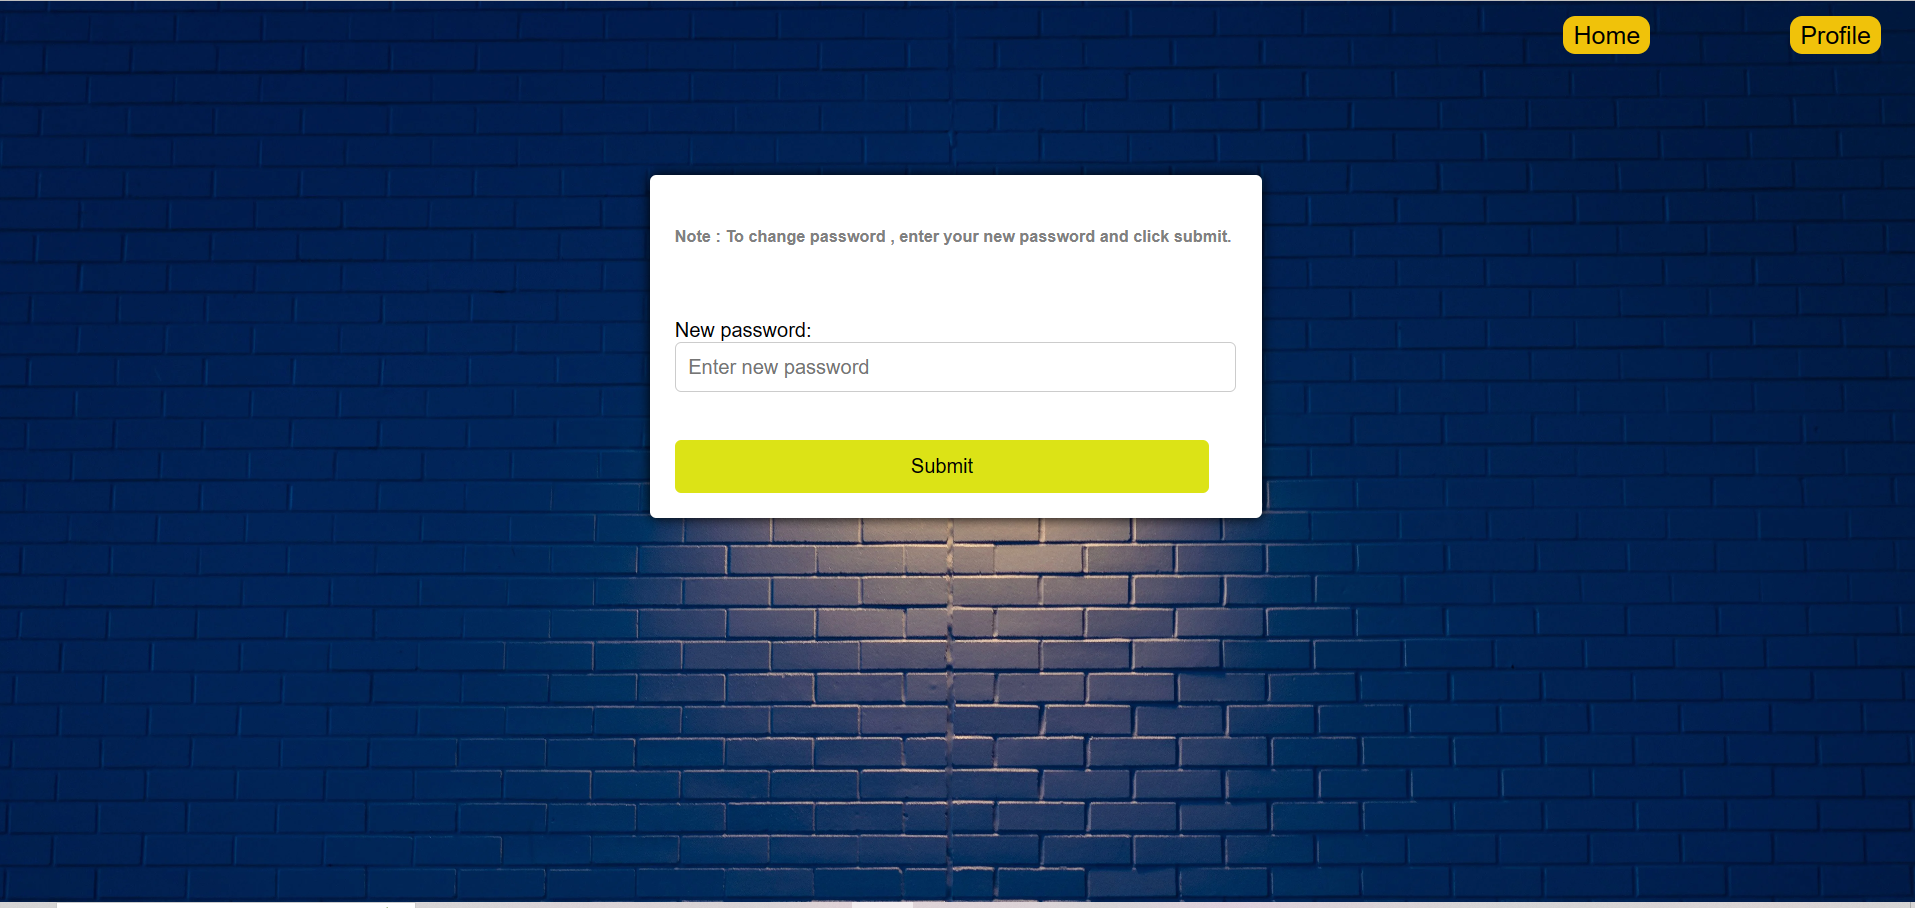 Home
Profile
Note : To change password , enter your new password and click submit.
New password:
Enter new password
Submit